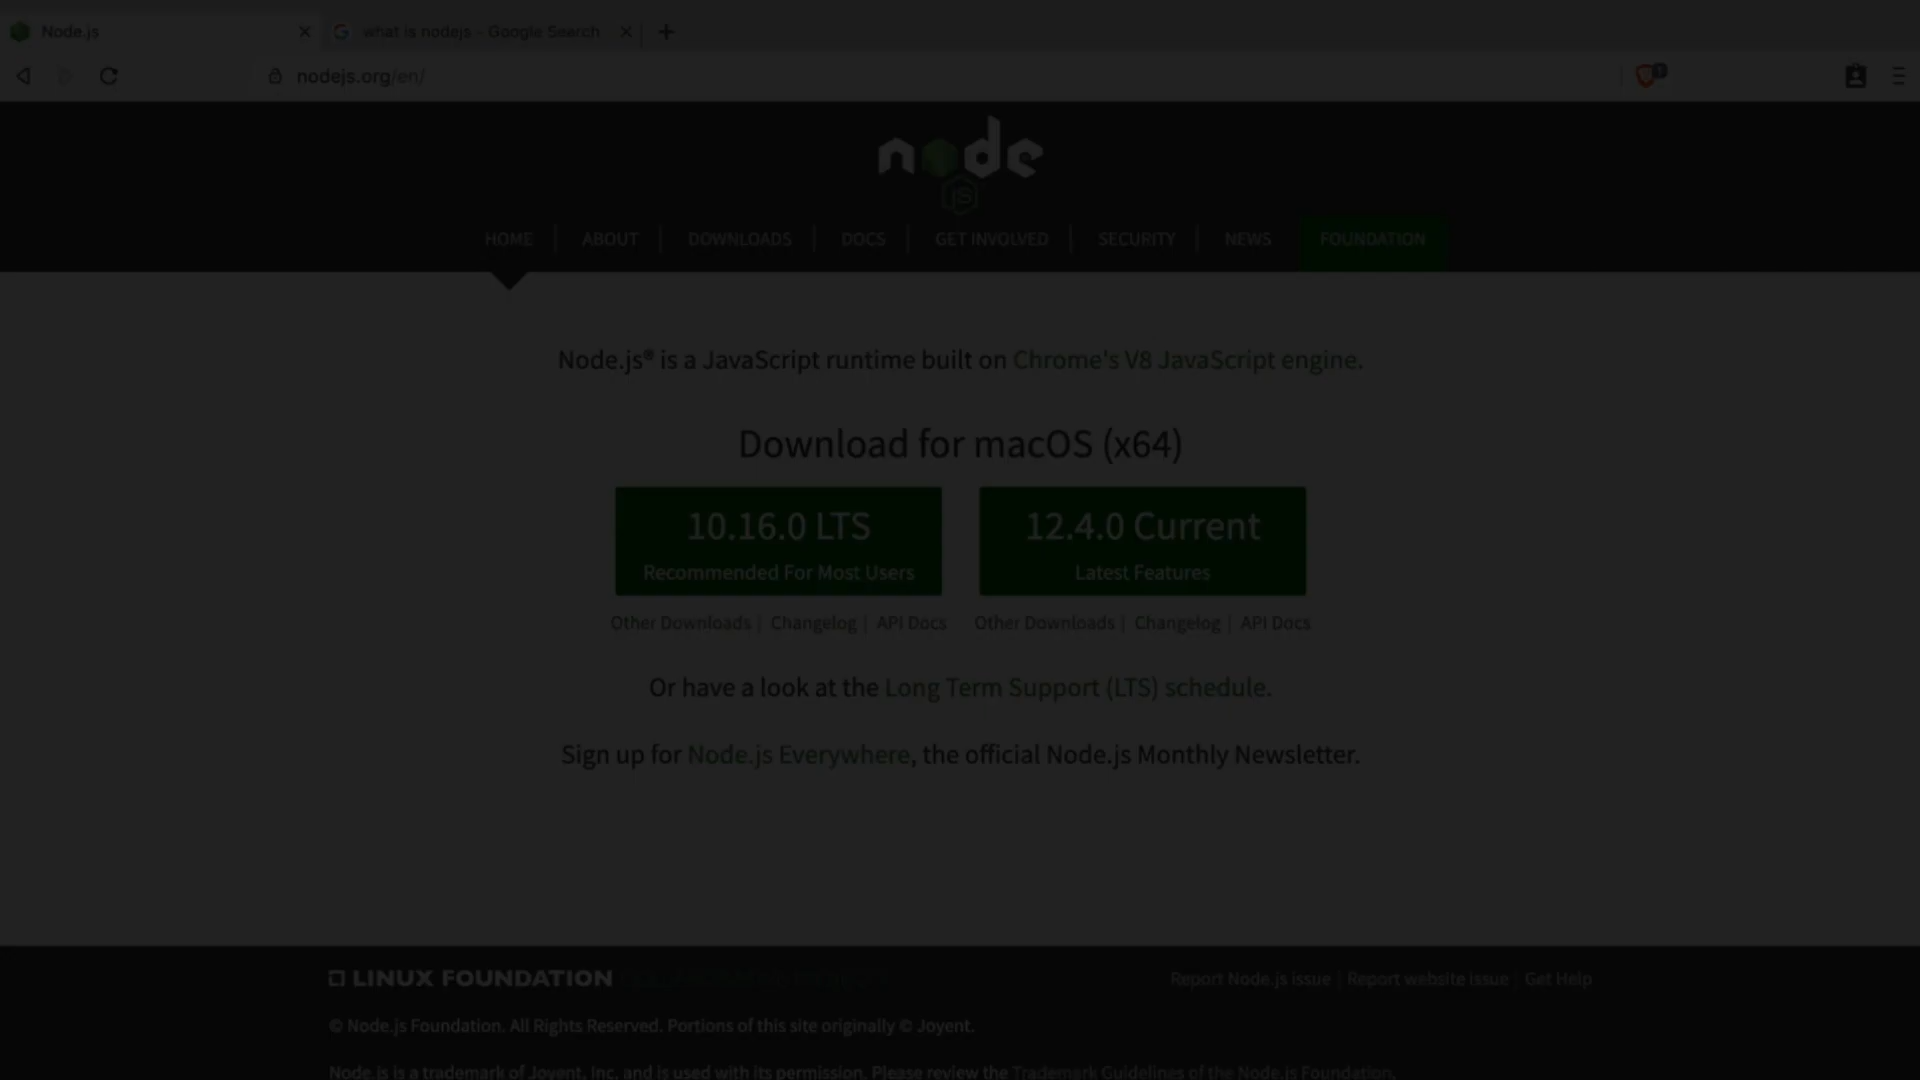 Node.js
what is nodejs - Google Search
nodejs.org/en/
node
js
HOME
ABOUT
DOWNLOADS
DOCS
GET INVOLVED
SECURITY
NEWS
FOUNDATION
Node.js® is a JavaScript runtime built on Chrome's V8 JavaScript engine.
Download for macOS (x64)
10.16.0 LTS
Recommended For Most Users
12.4.0 Current
Latest Features
Other Downloads | Changelog | API Docs
Other Downloads | Changelog | API Docs
Or have a look at the Long Term Support (LTS) schedule.
Sign up for Node.js Everywhere, the official Node.js Monthly Newsletter.
LINUX FOUNDATION
Report Node.js issue | Report website issue | Get Help
© Node.js Foundation. All Rights Reserved. Portions of this site originally © Joyent.
Node.js is a trademark of Joyent, Inc. and is used with its permission. Please review the Trademark Guidelines of the Node.js Foundation.